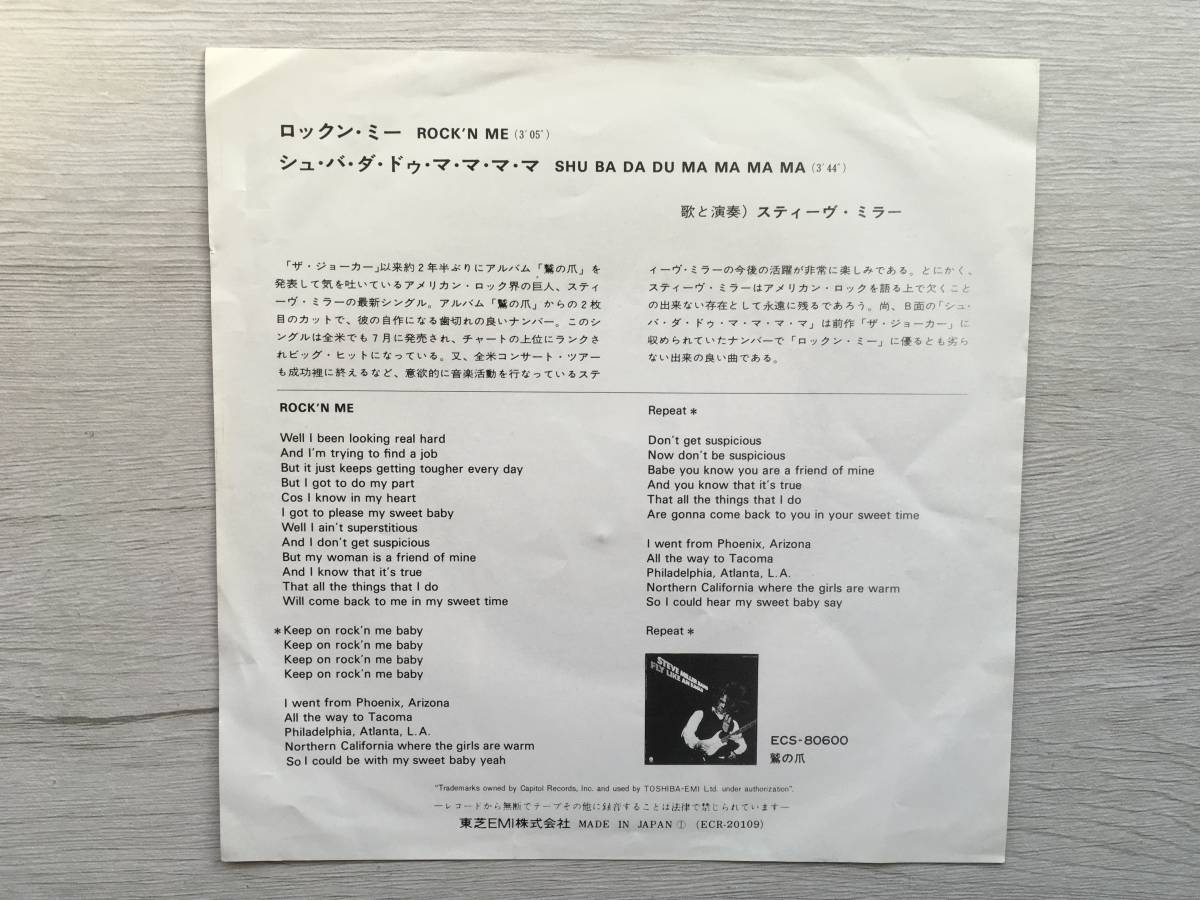 ロックン・ミー ROCK'N ME (3'05")
シュ・バ・ダ・ドゥ・マ・マ・マ・マ SHU BA DA DU MA MA MA MA (3'44")
歌と演奏) スティーヴ・ミラー
「ザ・ジョーカー」以来約2年半ぶりにアルバム「鷲の爪」を
発表して気を吐いているアメリカン・ロック界の巨人、スティ
ーヴ・ミラーの最新シングル。アルバム「鷲の爪」からの2枚
目のカットで、彼の自作になる歯切れの良いナンバー。このシ
ングルは全米でも7月に発売され、チャートの上位にランクさ
れビッグ・ヒットになっている。又、全米コンサート・ツアー
も成功裡に終えるなど、意欲的に音楽活動を行なっているステ
ィーヴ・ミラーの今後の活躍が非常に楽しみである。とにかく、
スティーヴ・ミラーはアメリカン・ロックを語る上で欠くこと
の出来ない存在として永遠に残るであろう。尚、B面の「シュ・
バ・ダ・ドゥ・マ・マ・マ・マ」は前作「ザ・ジョーカー」に
収められていたナンバーで「ロックン・ミー」に優るとも劣ら
ない出来の良い曲である。
ROCK'N ME
Well I been looking real hard
And I'm trying to find a job
But it just keeps getting tougher every day
But I got to do my part
Cos I know in my heart
I got to please my sweet baby
Well I ain't superstitious
And I don't get suspicious
But my woman is a friend of mine
And I know that it's true
That all the things that I do
Will come back to me in my sweet time
*Keep on rock'n me baby
Keep on rock'n me baby
Keep on rock'n me baby
Keep on rock'n me baby
I went from Phoenix, Arizona
All the way to Tacoma
Philadelphia, Atlanta, L.A.
Northern California where the girls are warm
So I could be with my sweet baby yeah
Repeat *
Don't get suspicious
Now don't be suspicious
Babe you know you are a friend of mine
And you know that it's true
That all the things that I do
Are gonna come back to you in your sweet time
I went from Phoenix, Arizona
All the way to Tacoma
Philadelphia, Atlanta, L.A.
Northern California where the girls are warm
So I could hear my sweet baby say
Repeat *
STEVE MILLER BAND
FLY LIKE AN EAGLE
ECS-80600
鷲の爪
"Trademarks owned by Capitol Records, Inc. and used by TOSHIBA-EMI Ltd. under authorization".
―レコードから無断でテープその他に録音することは法律で禁じられています―
東芝EMI株式会社 MADE IN JAPAN ① (ECR-20109)